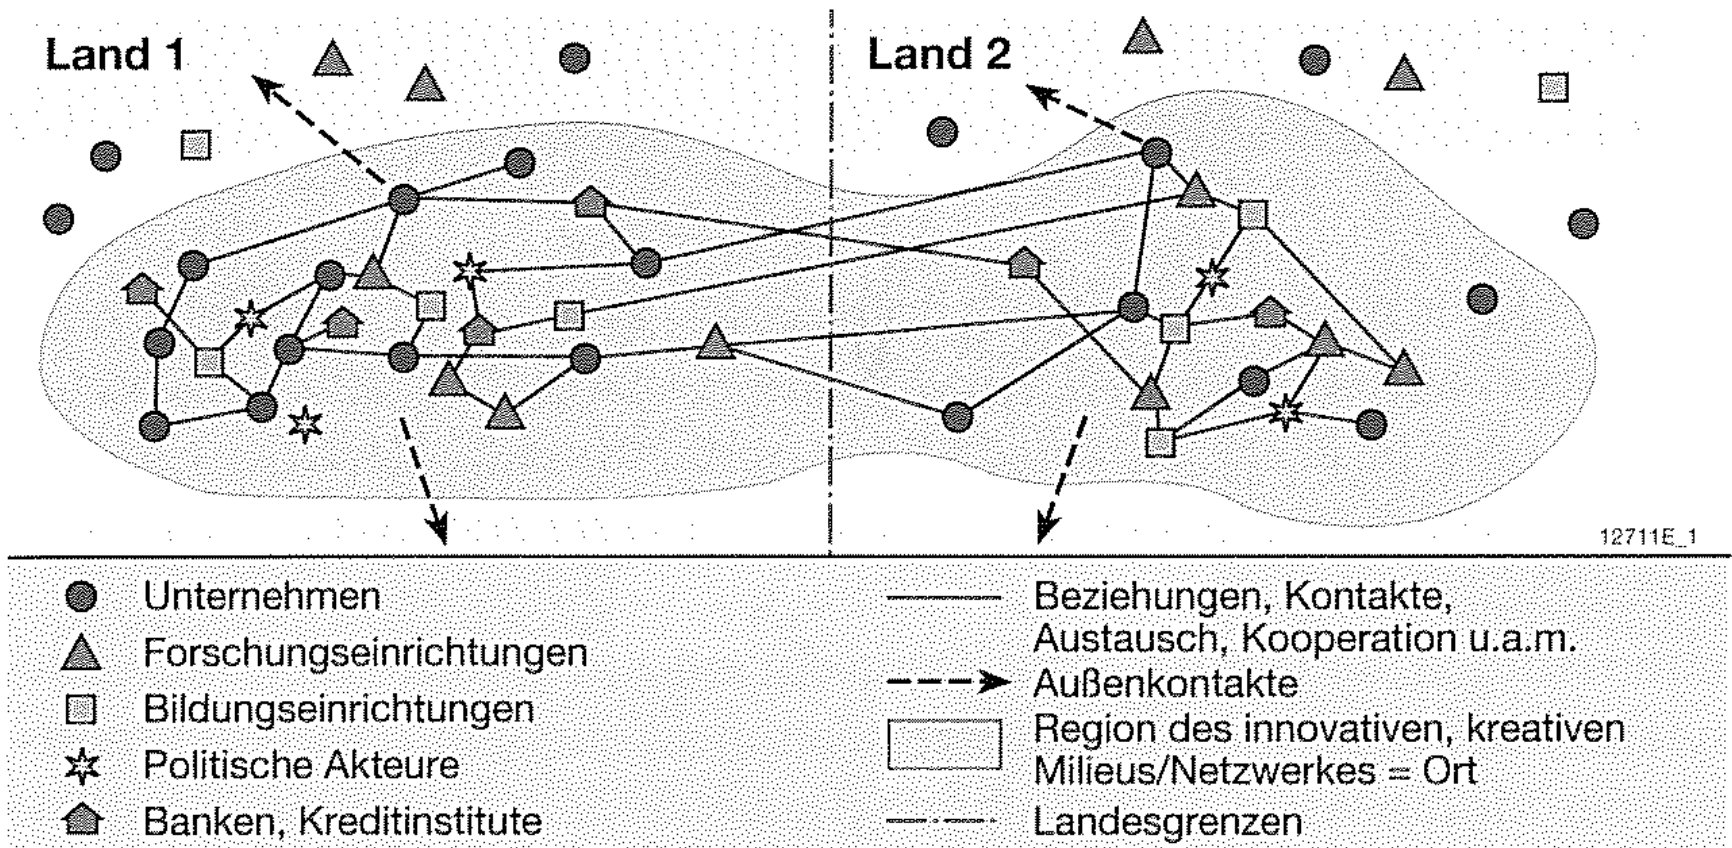 Land 1
Land 2
12711E_1
Unternehmen
Forschungseinrichtungen
Bildungseinrichtungen
Politische Akteure
Banken, Kreditinstitute
Beziehungen, Kontakte,
Austausch, Kooperation u.a.m.
Außenkontakte
Region des innovativen, kreativen
Milieus/Netzwerkes = Ort
Landesgrenzen